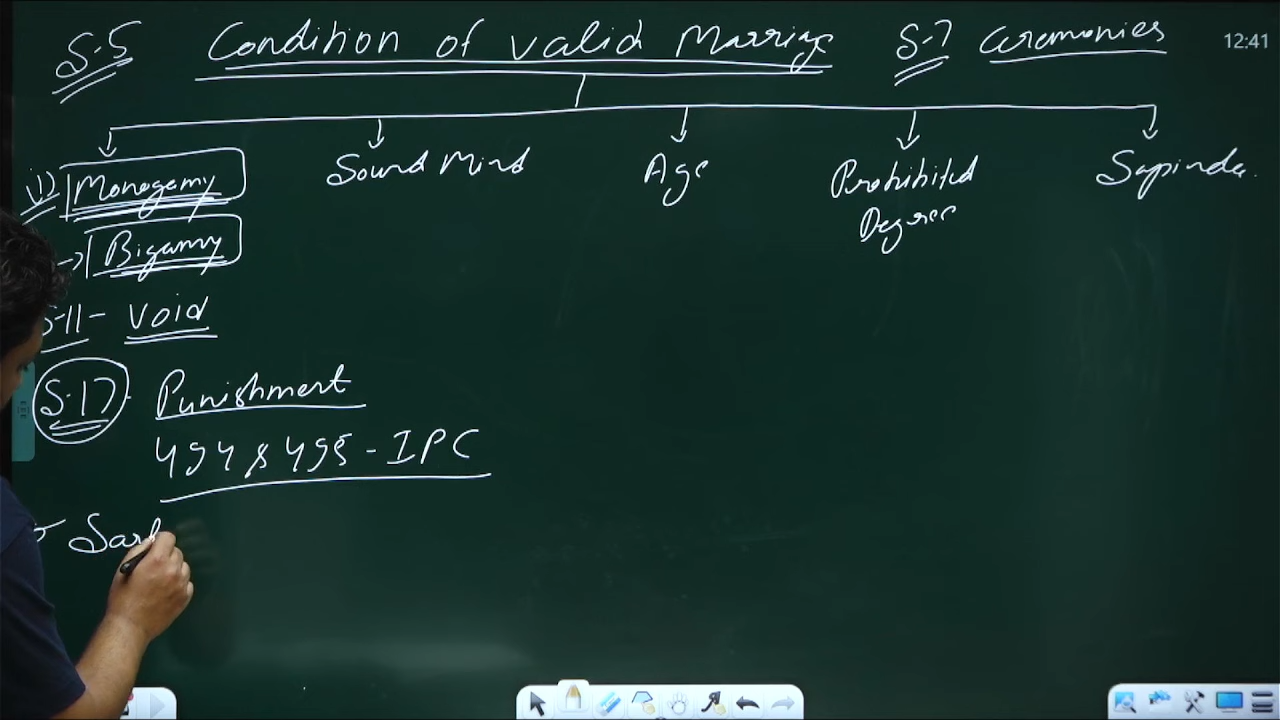 S.5 Condition of valid Marriage S-7 Ceremonies
12:41
(i) Monogamy Sound Mind Age Prohibited Degree Sapinda
→ Bigamy
S-11 - Void
S.17. Punishment
494 & 495 - IPC